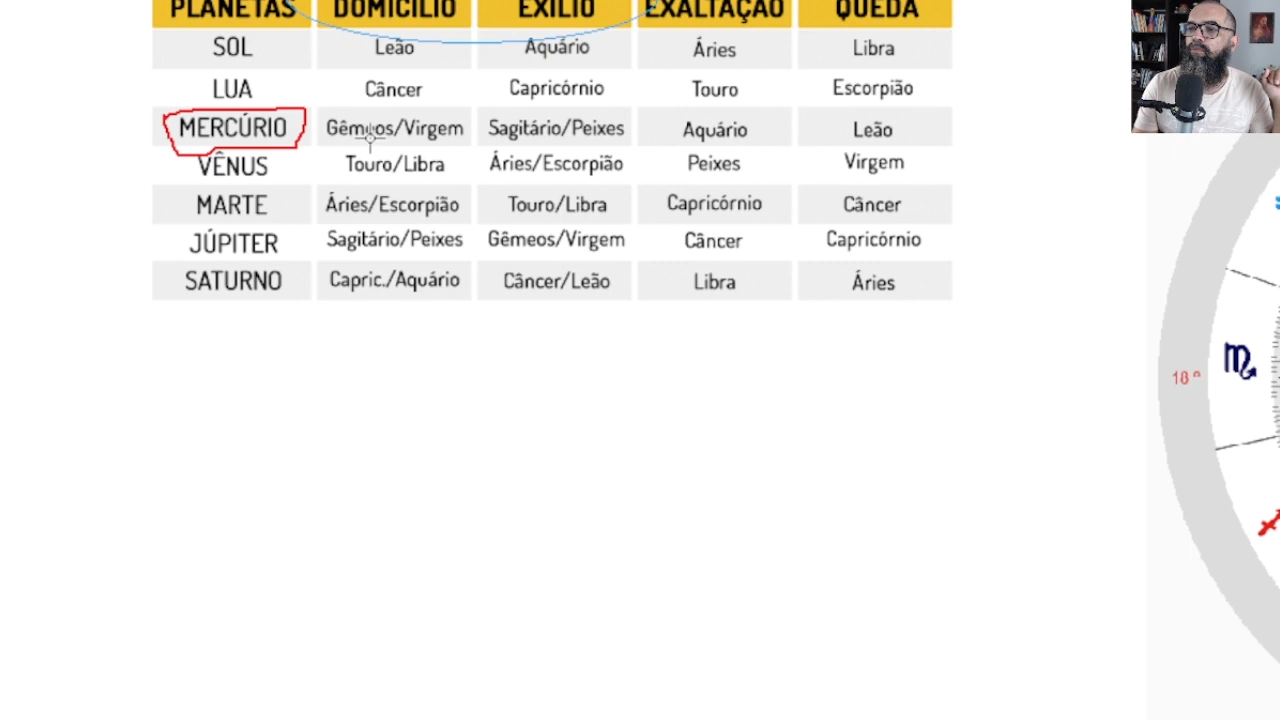 PLANETAS DOMICÍLIO EXÍLIO EXALTAÇÃO QUEDA
SOL Leão Aquário Áries Libra
LUA Câncer Capricórnio Touro Escorpião
MERCÚRIO Gêmeos/Virgem Sagitário/Peixes Aquário Leão
VÊNUS Touro/Libra Áries/Escorpião Peixes Virgem
MARTE Áries/Escorpião Touro/Libra Capricórnio Câncer
JÚPITER Sagitário/Peixes Gêmeos/Virgem Câncer Capricórnio
SATURNO Capric./Aquário Câncer/Leão Libra Áries
18º